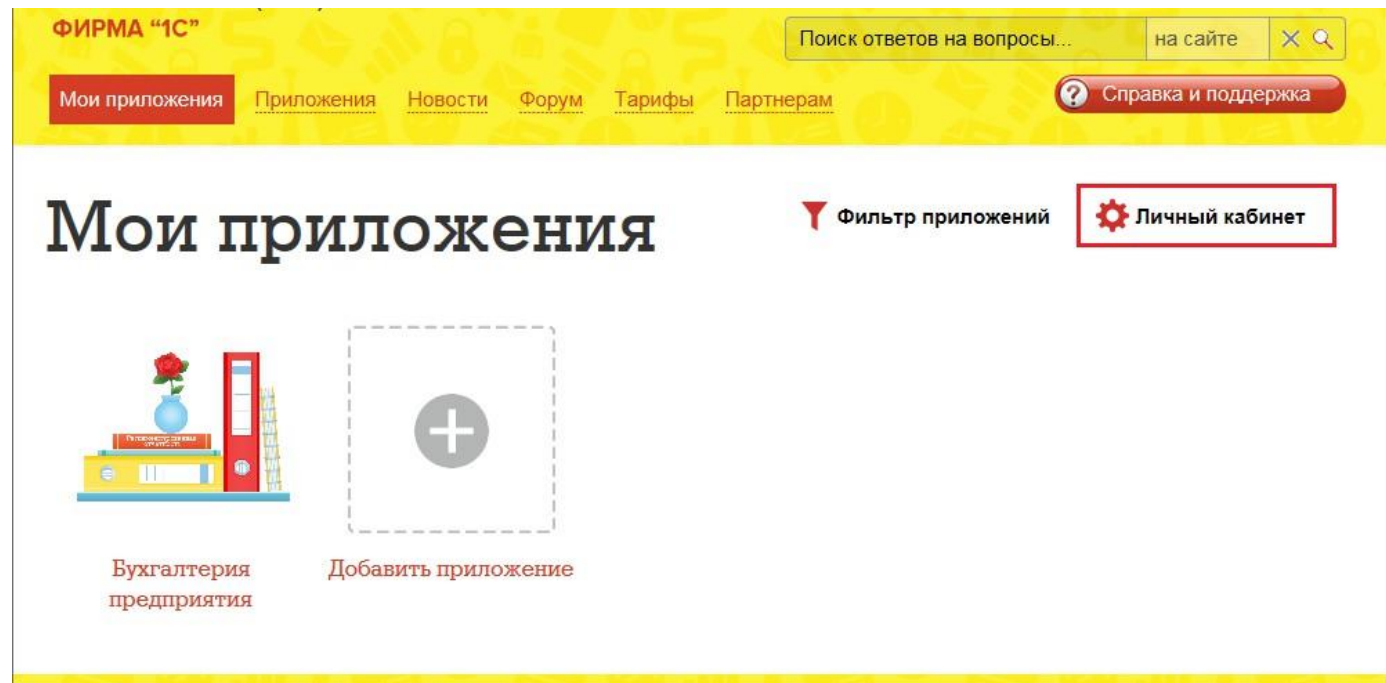 ФИРМА “1С”
Поиск ответов на вопросы... на сайте
Мои приложения Приложения Новости Форум Тарифы Партнерам Справка и поддержка
Мои приложения
Фильтр приложений Личный кабинет
Бухгалтерия
предприятия
Добавить приложение